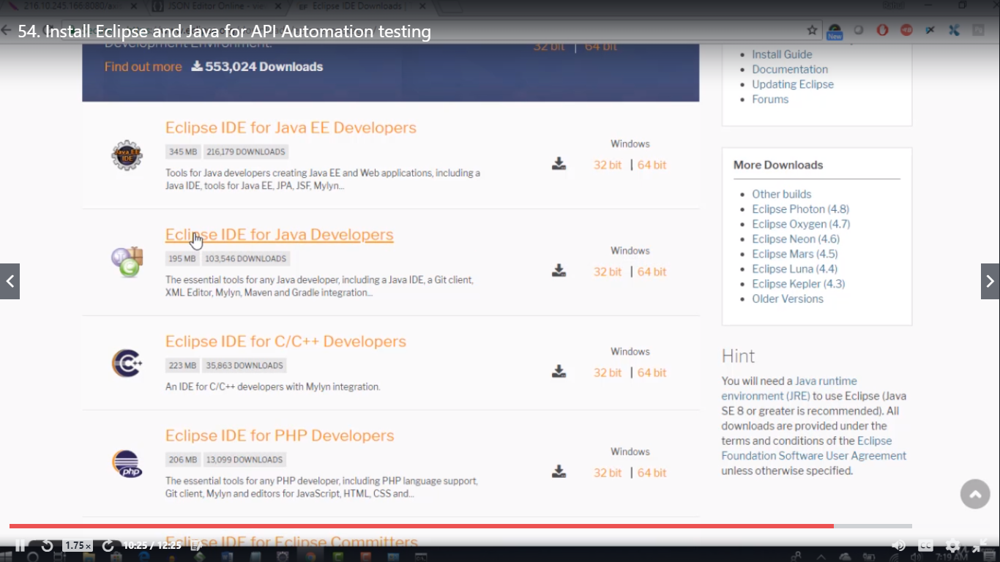 216.10.245.166:8080/ax
JSON Editor Online - vie
Eclipse IDE Downloads |
54. Install Eclipse and Java for API Automation testing
New
Development Environment.
32 bit | 64 bit
Find out more 553,024 Downloads
Install Guide
Documentation
Updating Eclipse
Forums
Eclipse IDE for Java EE Developers
Java EE
IDE
345 MB 216,179 DOWNLOADS
Windows
32 bit | 64 bit
Tools for Java developers creating Java EE and Web applications, including a
Java IDE, tools for Java EE, JPA, JSF, Mylyn...
Eclipse IDE for Java Developers
195 MB 103,546 DOWNLOADS
Windows
32 bit | 64 bit
The essential tools for any Java developer, including a Java IDE, a Git client,
XML Editor, Mylyn, Maven and Gradle integration...
Eclipse IDE for C/C++ Developers
C++
223 MB 35,863 DOWNLOADS
Windows
32 bit | 64 bit
An IDE for C/C++ developers with Mylyn integration.
Eclipse IDE for PHP Developers
php
206 MB 13,099 DOWNLOADS
Windows
32 bit | 64 bit
The essential tools for any PHP developer, including PHP language support,
Git client, Mylyn and editors for JavaScript, HTML, CSS and...
Eclipse IDE for Eclipse Committers
More Downloads
Other builds
Eclipse Photon (4.8)
Eclipse Oxygen (4.7)
Eclipse Neon (4.6)
Eclipse Mars (4.5)
Eclipse Luna (4.4)
Eclipse Kepler (4.3)
Older Versions
Hint
You will need a Java runtime
environment (JRE) to use Eclipse (Java
SE 8 or greater is recommended). All
downloads are provided under the
terms and conditions of the Eclipse
Foundation Software User Agreement
unless otherwise specified.
1.75x
10:25 / 12:25
CC
7:19 AM